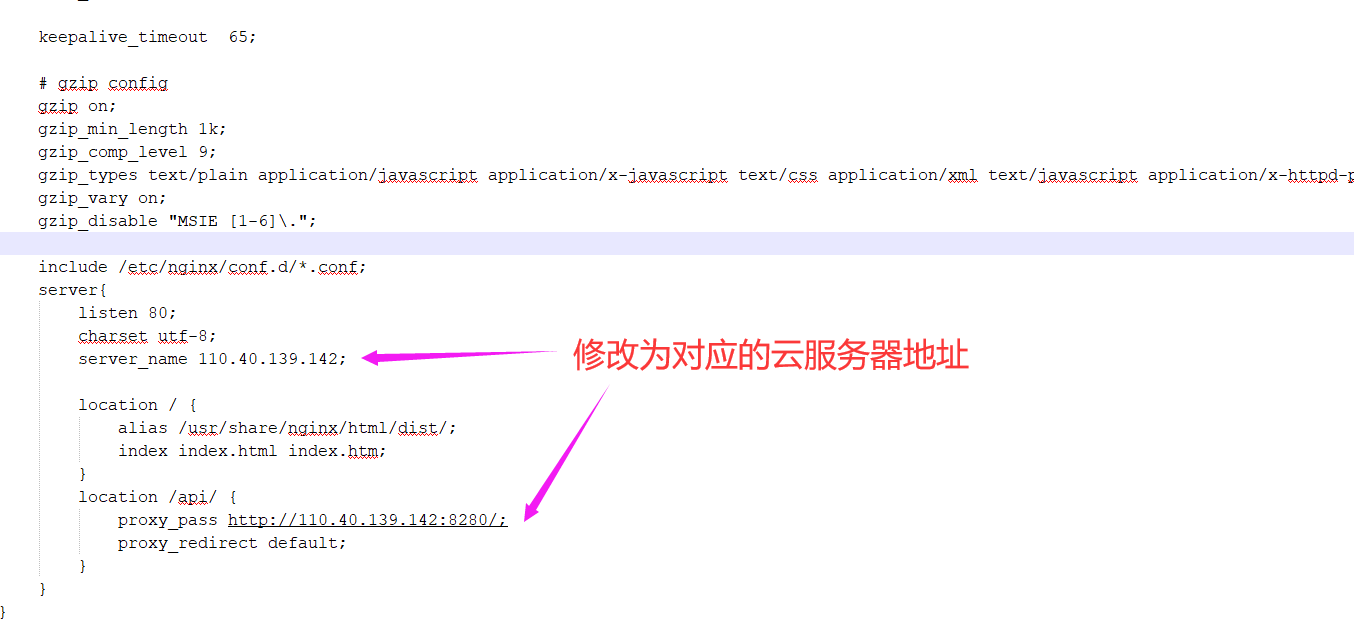 keepalive_timeout  65;
# gzip config
gzip on;
gzip_min_length 1k;
gzip_comp_level 9;
gzip_types text/plain application/javascript application/x-javascript text/css application/xml text/javascript application/x-httpd-p
gzip_vary on;
gzip_disable "MSIE [1-6]\.";
include /etc/nginx/conf.d/*.conf;
server{
listen 80;
charset utf-8;
server_name 110.40.139.142;
修改为对应的云服务器地址
location / {
alias /usr/share/nginx/html/dist/;
index index.html index.htm;
}
location /api/ {
proxy_pass http://110.40.139.142:8280/;
proxy_redirect default;
}
}
}